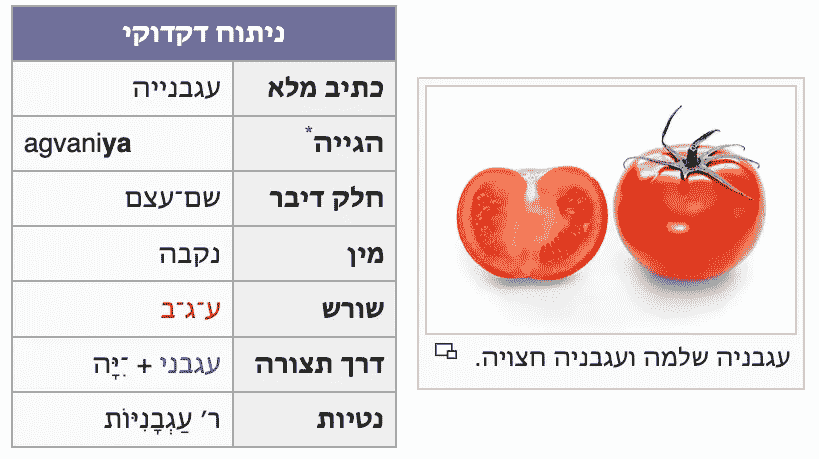 ניתוח דקדוקי
כתיב מלא עגבנייה
הגייה* agvaniya
חלק דיבר שם־עצם
מין נקבה
שורש ע־ג־ב
דרך תצורה עגבני + ־ִיָּה
נטיות ר׳ עַגְבָנִיּוֹת
עגבניה שלמה ועגבניה חצויה.